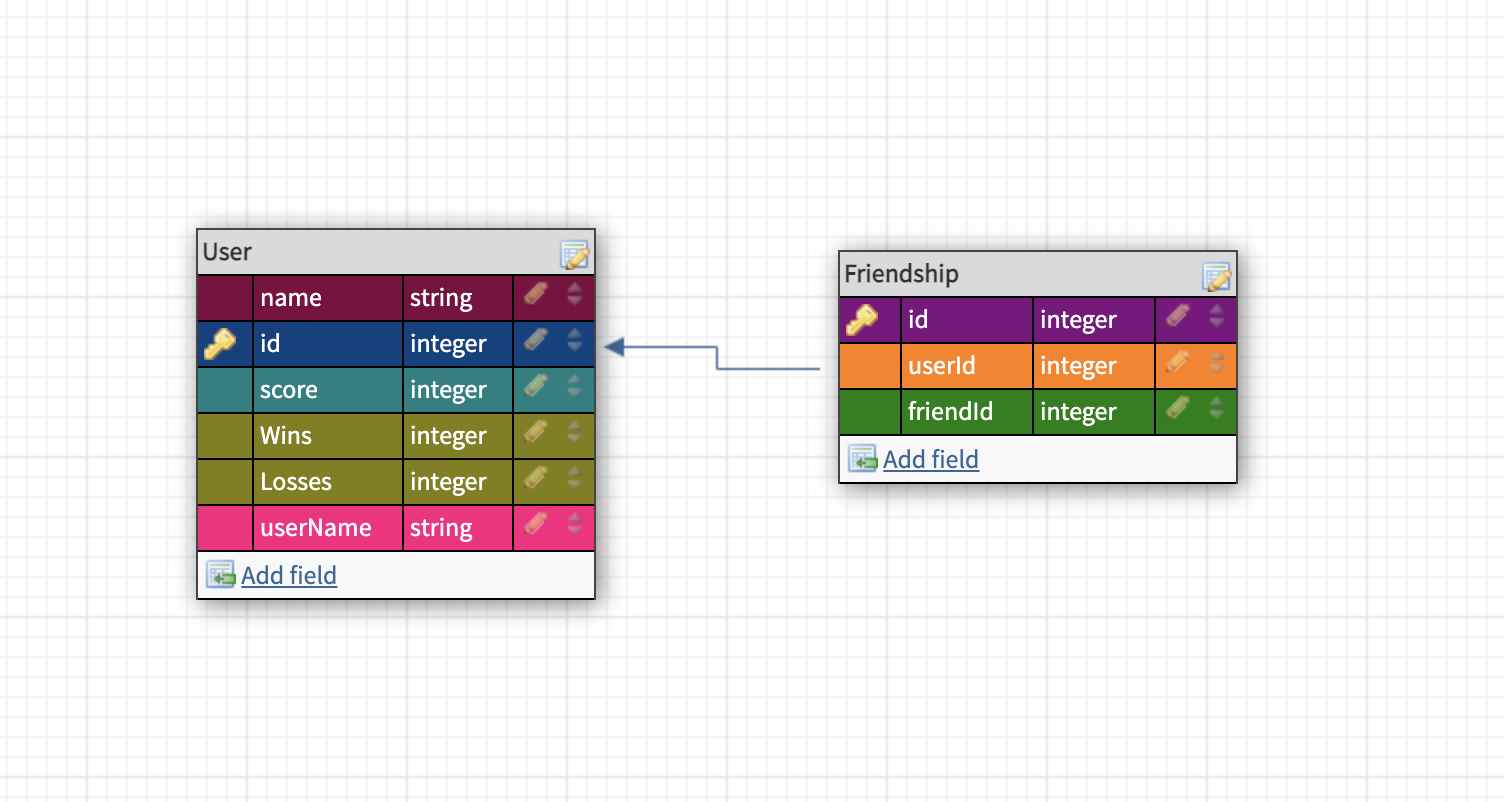 User
name string
id integer
score integer
Wins integer
Losses integer
userName string
Add field
Friendship
id integer
userId integer
friendId integer
Add field